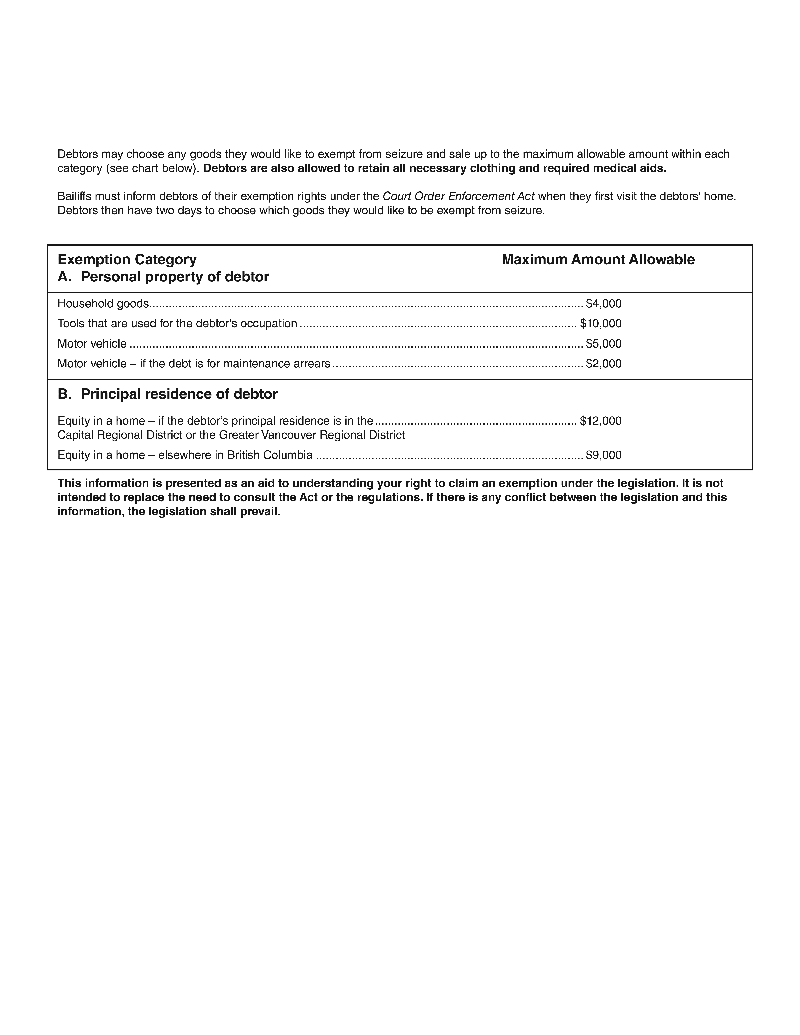 Debtors may choose any goods they would like to exempt from seizure and sale up to the maximum allowable amount within each
category (see chart below). Debtors are also allowed to retain all necessary clothing and required medical aids.
Bailiffs must inform debtors of their exemption rights under the Court Order Enforcement Act when they first visit the debtors' home.
Debtors then have two days to choose which goods they would like to be exempt from seizure.
Exemption Category Maximum Amount Allowable
A. Personal property of debtor
Household goods........................................................................................................................................ $4,000
Tools that are used for the debtor's occupation ...................................................................................... $10,000
Motor vehicle ............................................................................................................................................. $5,000
Motor vehicle – if the debt is for maintenance arrears.............................................................................. $2,000
B. Principal residence of debtor
Equity in a home – if the debtor's principal residence is in the............................................................... $12,000
Capital Regional District or the Greater Vancouver Regional District
Equity in a home – elsewhere in British Columbia ................................................................................... $9,000
This information is presented as an aid to understanding your right to claim an exemption under the legislation. It is not
intended to replace the need to consult the Act or the regulations. If there is any conflict between the legislation and this
information, the legislation shall prevail.